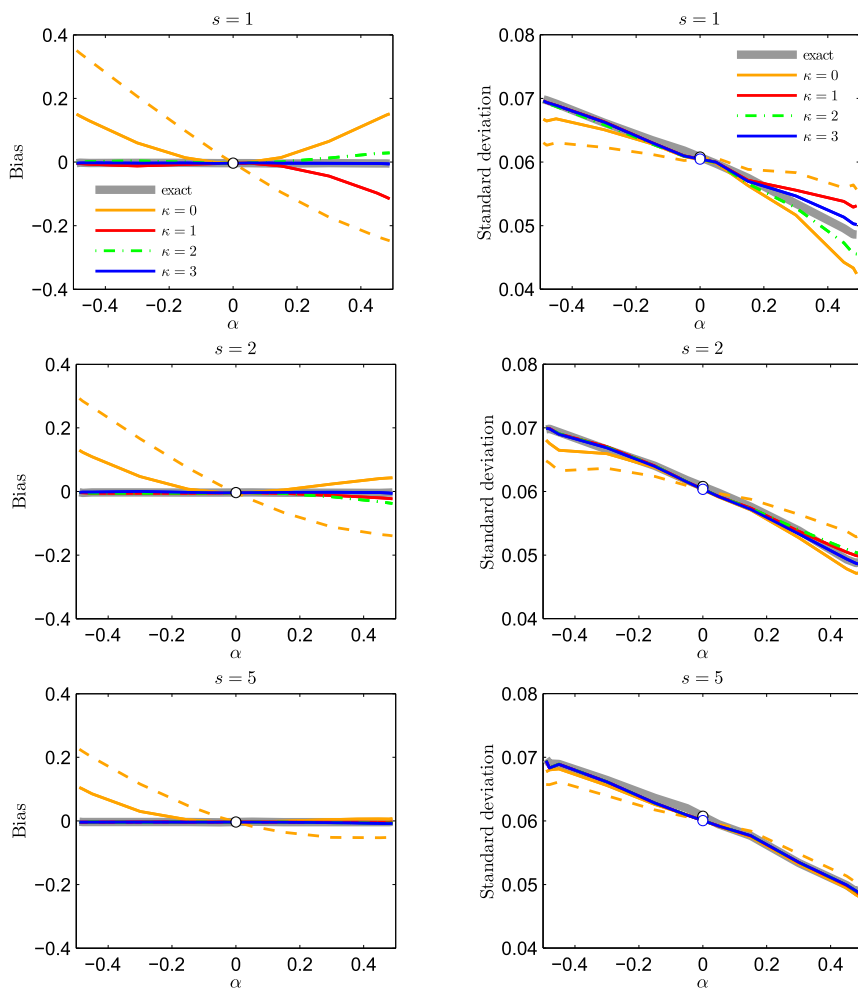 s = 1
0.4
0.2
0
−0.2
−0.4
Bias
exact
κ = 0
κ = 1
κ = 2
κ = 3
−0.4 −0.2 0 0.2 0.4
α
s = 1
0.08
0.07
0.06
0.05
0.04
Standard deviation
exact
κ = 0
κ = 1
κ = 2
κ = 3
−0.4 −0.2 0 0.2 0.4
α
s = 2
0.4
0.2
0
−0.2
−0.4
Bias
−0.4 −0.2 0 0.2 0.4
α
s = 2
0.08
0.07
0.06
0.05
0.04
Standard deviation
−0.4 −0.2 0 0.2 0.4
α
s = 5
0.4
0.2
0
−0.2
−0.4
Bias
−0.4 −0.2 0 0.2 0.4
α
s = 5
0.08
0.07
0.06
0.05
0.04
Standard deviation
−0.4 −0.2 0 0.2 0.4
α